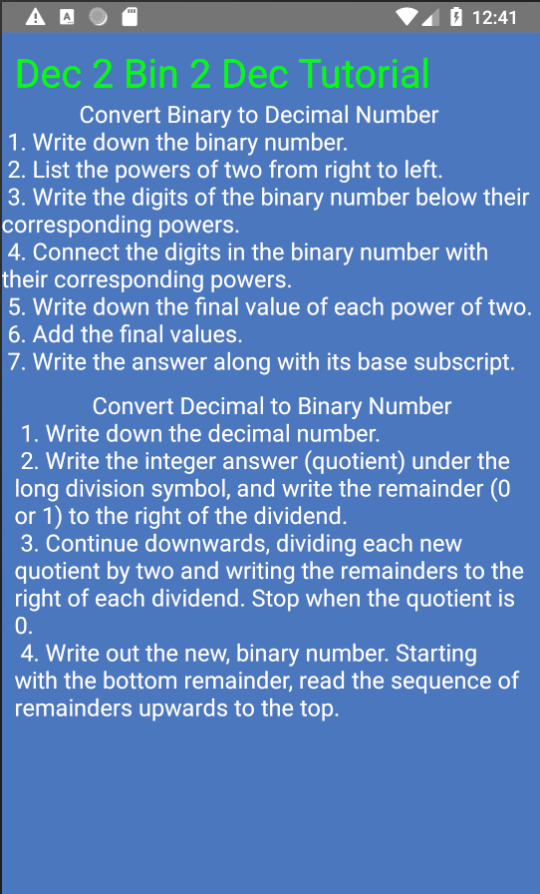 12:41
Dec 2 Bin 2 Dec Tutorial
Convert Binary to Decimal Number
1. Write down the binary number.
2. List the powers of two from right to left.
3. Write the digits of the binary number below their
corresponding powers.
4. Connect the digits in the binary number with
their corresponding powers.
5. Write down the final value of each power of two.
6. Add the final values.
7. Write the answer along with its base subscript.
Convert Decimal to Binary Number
1. Write down the decimal number.
2. Write the integer answer (quotient) under the
long division symbol, and write the remainder (0
or 1) to the right of the dividend.
3. Continue downwards, dividing each new
quotient by two and writing the remainders to the
right of each dividend. Stop when the quotient is
0.
4. Write out the new, binary number. Starting
with the bottom remainder, read the sequence of
remainders upwards to the top.